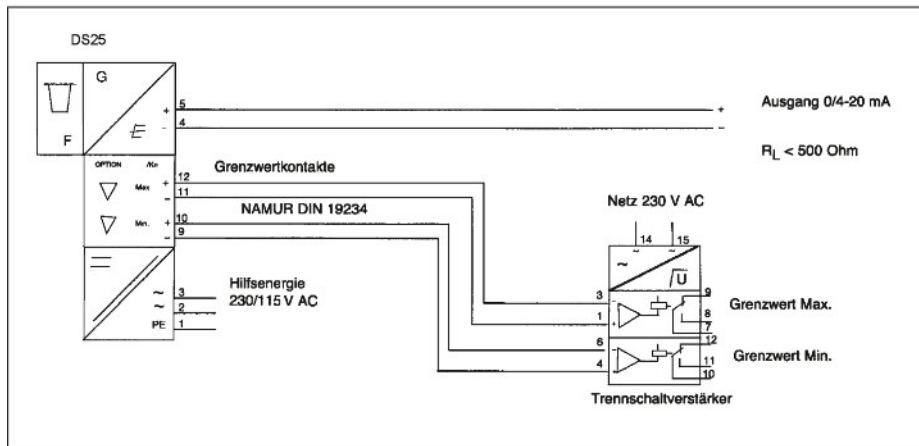 DS25
G
F
E
5
+
4
−
+
−
Ausgang 0/4-20 mA
R_L < 500 Ohm
OPTION /Kn
Max
+
−
12
11
Min.
+
−
10
9
Grenzwertkontakte
NAMUR DIN 19234
Netz 230 V AC
14
15
~
~
~
U
3
2
1
~
~
PE
Hilfsenergie
230/115 V AC
3
−
1
+
9
8
7
Grenzwert Max.
6
4
12
11
10
Grenzwert Min.
Trennschaltverstärker